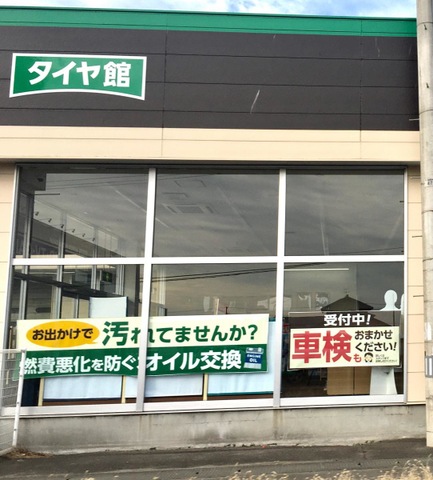 タイヤ館
お出かけで
汚れてませんか?
燃費悪化を防ぐ!オイル交換
ENGINE
OIL
受付中!
車検も
おまかせ
ください!